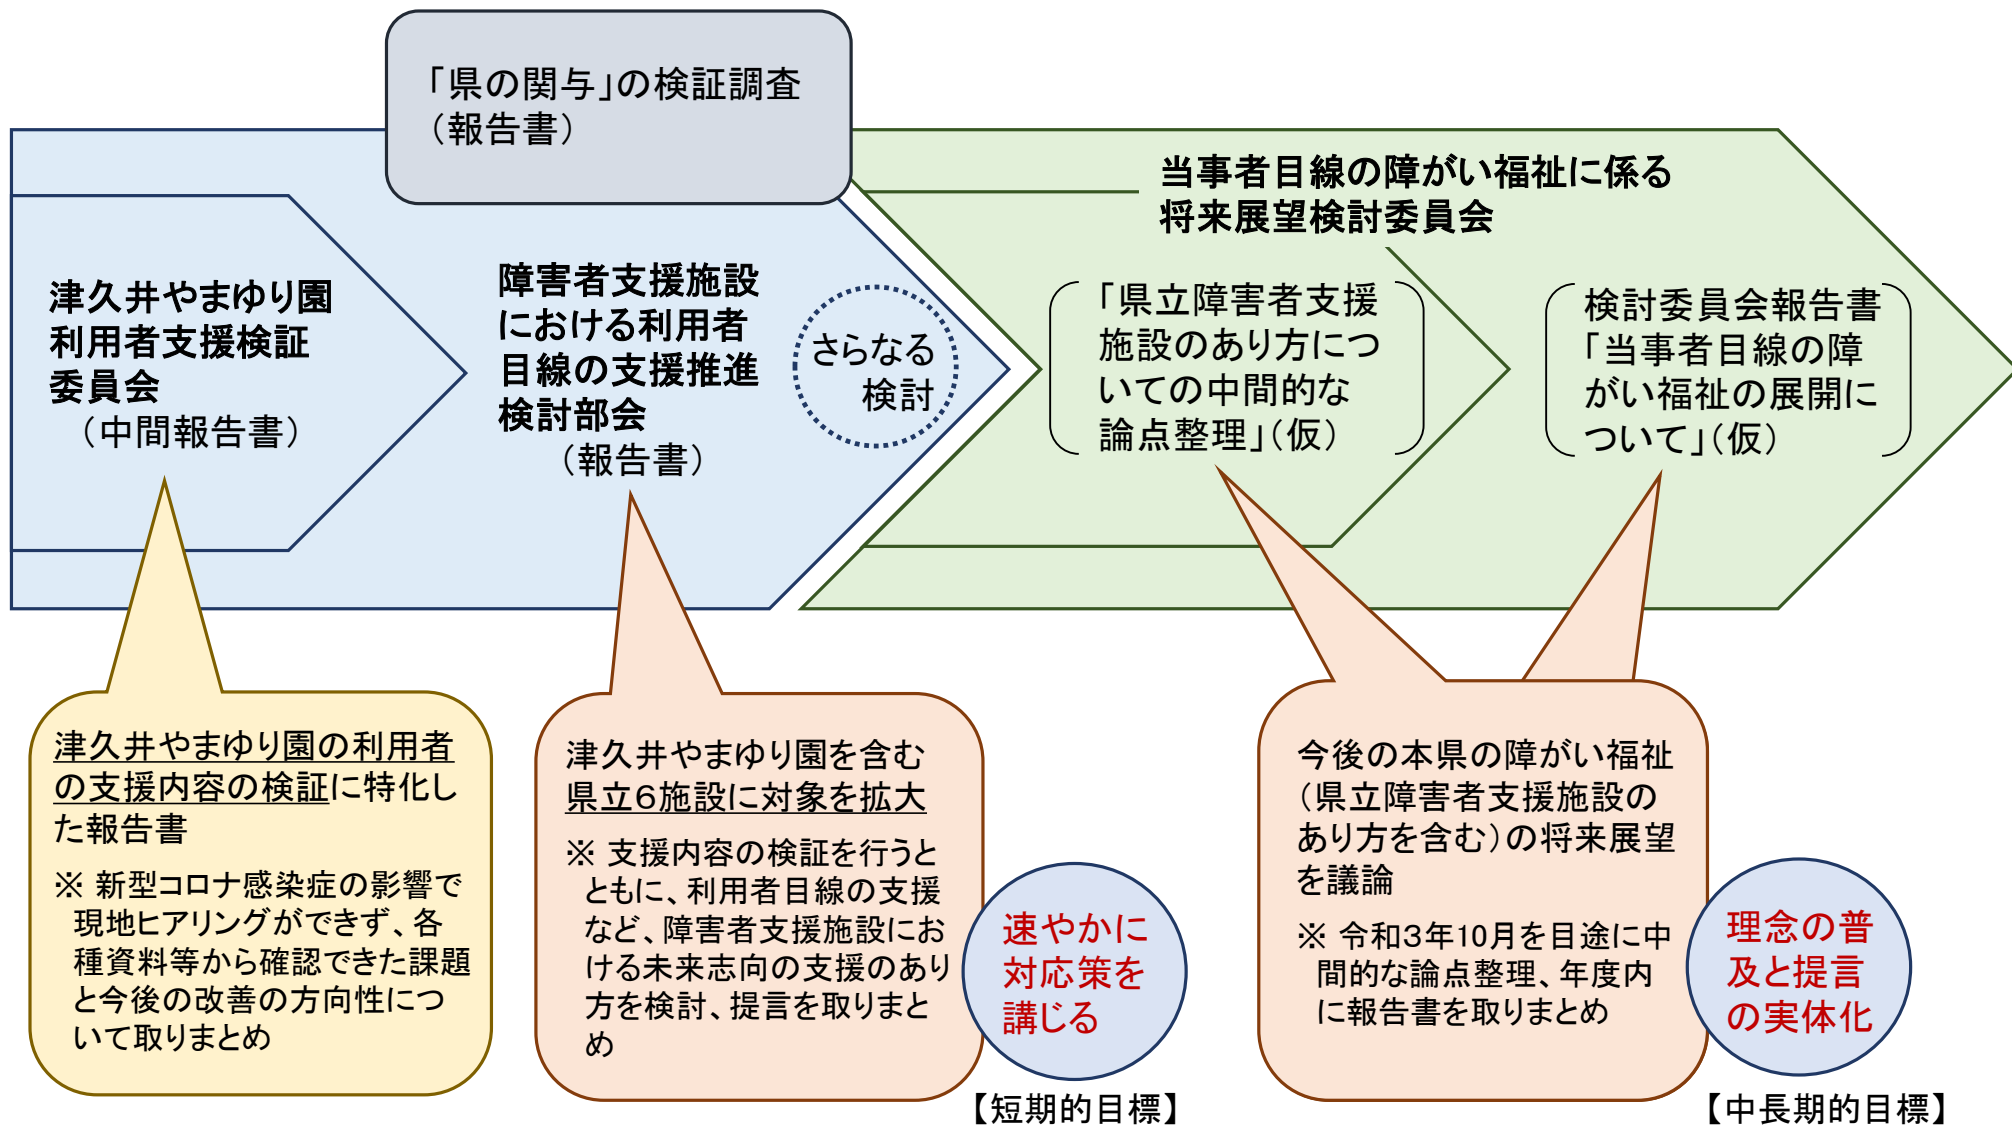 「県の関与」の検証調査
（報告書）
津久井やまゆり園
利用者支援検証
委員会
（中間報告書）
障害者支援施設
における利用者
目線の支援推進
検討部会
（報告書）
さらなる
検討
当事者目線の障がい福祉に係る
将来展望検討委員会
「県立障害者支援
施設のあり方につ
いての中間的な
論点整理」（仮）
検討委員会報告書
「当事者目線の障
がい福祉の展開に
ついて」（仮）
津久井やまゆり園の利用者
の支援内容の検証に特化し
た報告書
※ 新型コロナ感染症の影響で
現地ヒアリングができず、各
種資料等から確認できた課題
と今後の改善の方向性につ
いて取りまとめ
津久井やまゆり園を含む
県立６施設に対象を拡大
※ 支援内容の検証を行うと
ともに、利用者目線の支援
など、障害者支援施設にお
ける未来志向の支援のあり
方を検討、提言を取りまと
め
速やかに
対応策を
講じる
【短期的目標】
今後の本県の障がい福祉
（県立障害者支援施設の
あり方を含む）の将来展望
を議論
※ 令和３年10月を目途に中
間的な論点整理、年度内
に報告書を取りまとめ
理念の普
及と提言
の実体化
【中長期的目標】